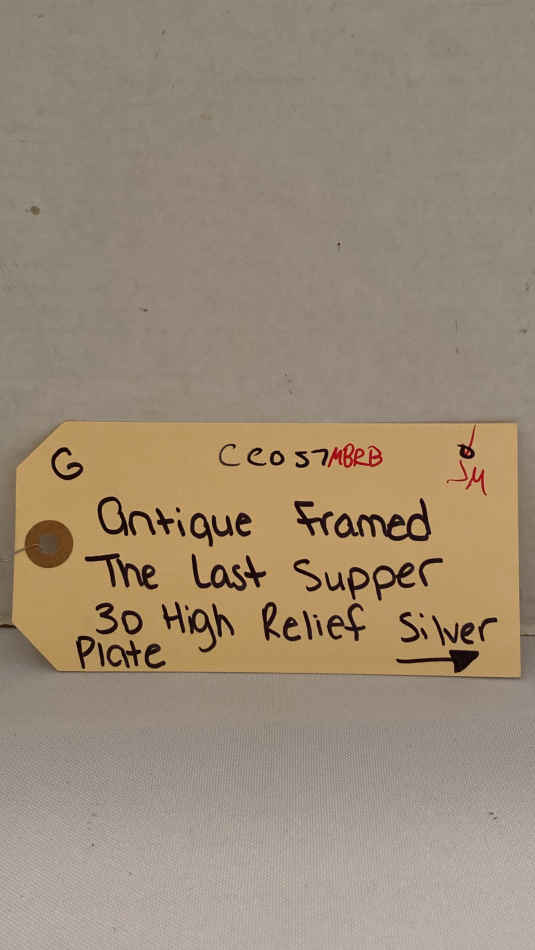 G CC057MBRB JM
Antique Framed
The Last Supper
3D High Relief Silver
Plate